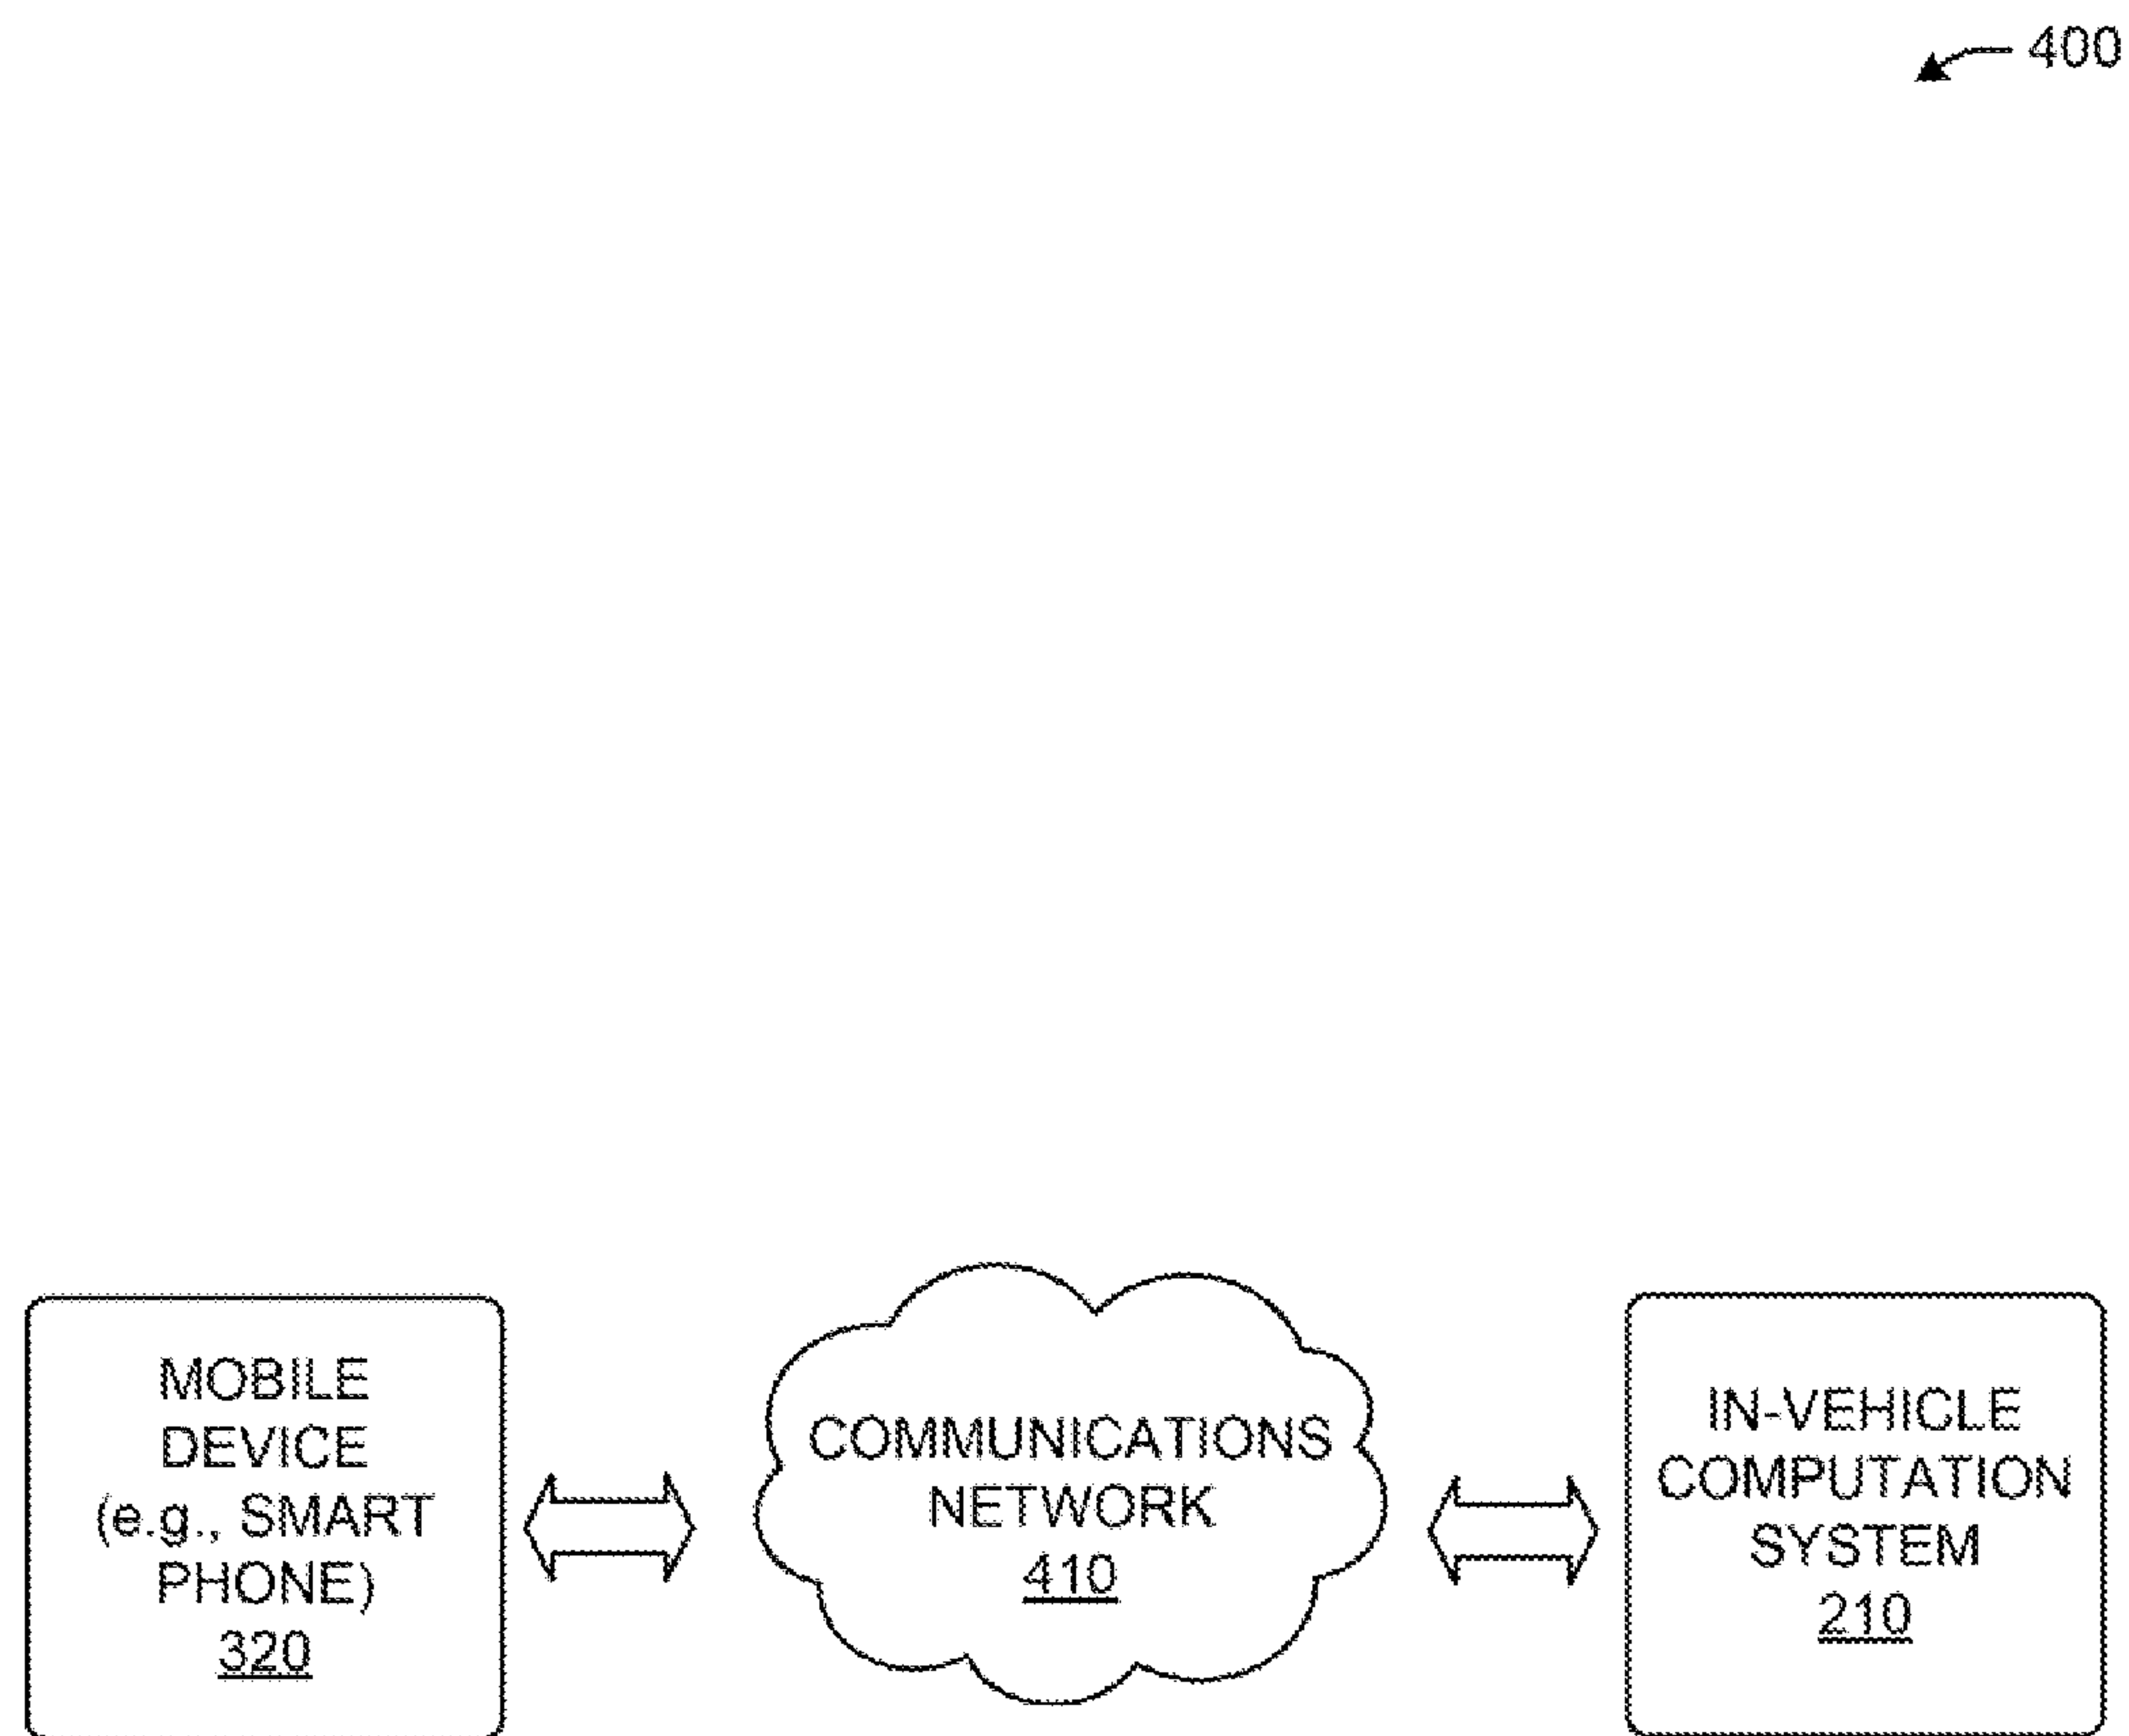 400
MOBILE
DEVICE
(e.g., SMART
PHONE)
320
COMMUNICATIONS
NETWORK
410
IN-VEHICLE
COMPUTATION
SYSTEM
210